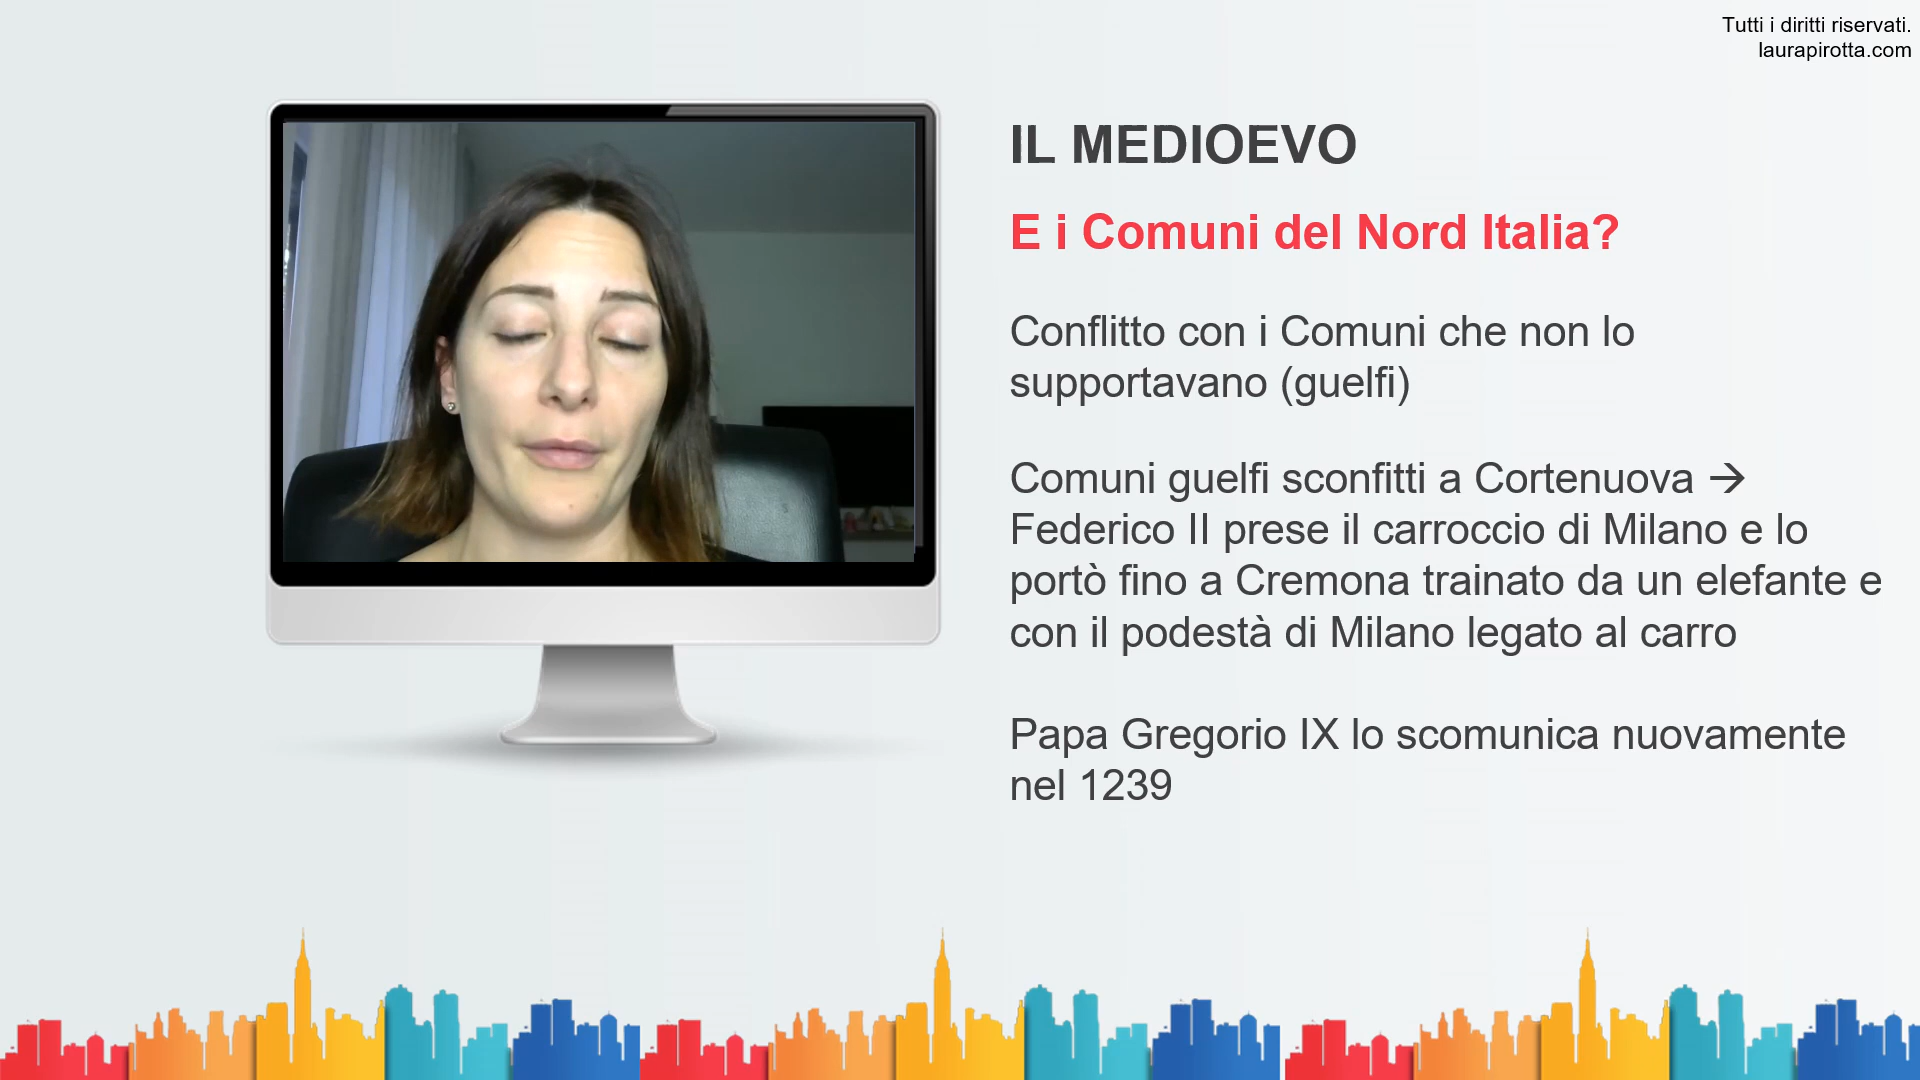 Tutti i diritti riservati.
laurapirotta.com
IL MEDIOEVO
E i Comuni del Nord Italia?
Conflitto con i Comuni che non lo
supportavano (guelfi)
Comuni guelfi sconfitti a Cortenuova →
Federico II prese il carroccio di Milano e lo
portò fino a Cremona trainato da un elefante e
con il podestà di Milano legato al carro
Papa Gregorio IX lo scomunica nuovamente
nel 1239